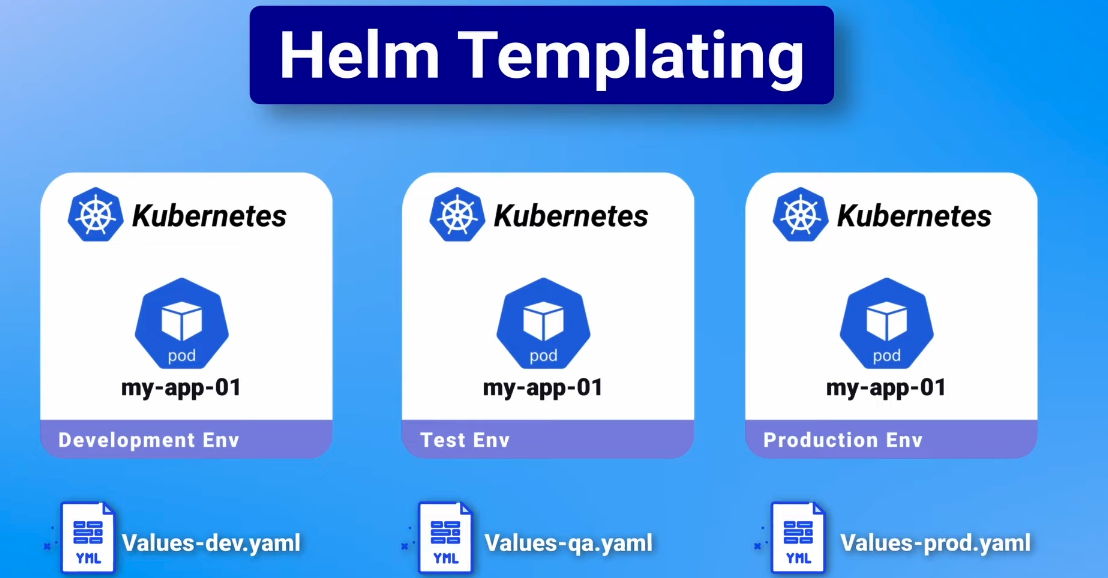 Helm Templating
Kubernetes
pod
my-app-01
Development Env
Kubernetes
pod
my-app-01
Test Env
Kubernetes
pod
my-app-01
Production Env
YML
Values-dev.yaml
YML
Values-qa.yaml
YML
Values-prod.yaml